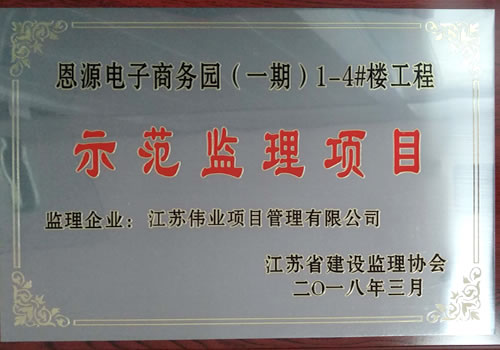 恩源电子商务园（一期）1-4#楼工程
示范监理项目
监理企业：江苏伟业项目管理有限公司
江苏省建设监理协会
二〇一八年三月